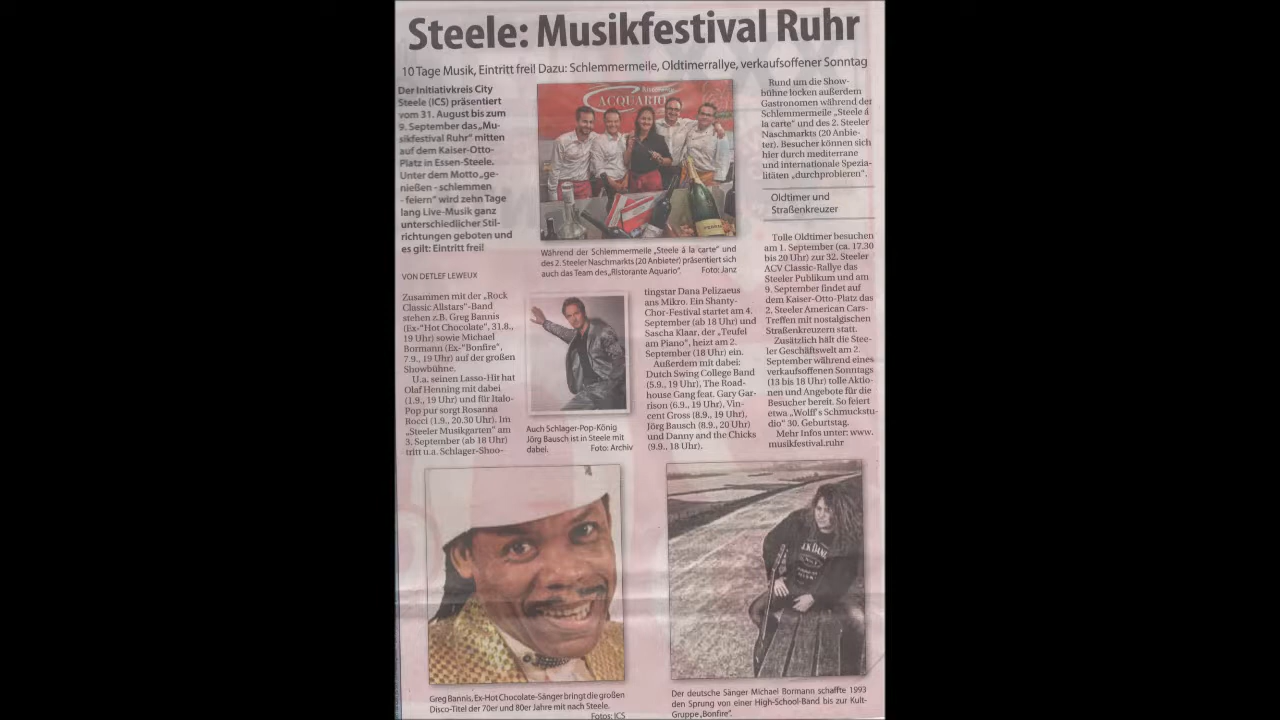 Steele: Musikfestival Ruhr
10 Tage Musik, Eintritt frei! Dazu: Schlemmermeile, Oldtimerrallye, verkaufsoffener Sonntag
Der Initiativkreis City
Steele (ICS) präsentiert
vom 31. August bis zum
9. September das „Mu-
sikfestival Ruhr" mitten
auf dem Kaiser-Otto-
Platz in Essen-Steele.
Unter dem Motto „ge-
nießen - schlemmen
- feiern" wird zehn Tage
lang Live-Musik ganz
unterschiedlicher Stil-
richtungen geboten und
es gilt: Eintritt frei!
VON DETLEF LEWEUX
Zusammen mit der „Rock
Classic Allstars"-Band
stehen z.B. Greg Bannis
(Ex-"Hot Chocolate", 31.8.,
19 Uhr) sowie Michael
Bormann (Ex-"Bonfire",
7.9., 19 Uhr) auf der großen
Showbühne.
U.a. seinen Lasso-Hit hat
Olaf Henning mit dabei
(1.9., 19 Uhr) und für Italo-
Pop pur sorgt Rosanna
Rocci (1.9., 20.30 Uhr). Im
„Steeler Musikgarten" am
3. September (ab 18 Uhr)
tritt u.a. Schlager-Shoo-
ACQUARIO
Während der Schlemmermeile „Steele á la carte" und
des 2. Steeler Naschmarkts (20 Anbieter) präsentiert sich
auch das Team des „Ristorante Aquario". Foto: Janz
Auch Schlager-Pop-König
Jörg Bausch ist in Steele mit
dabei. Foto: Archiv
tingstar Dana Pelizaeus
ans Mikro. Ein Shanty-
Chor-Festival startet am 4.
September (ab 18 Uhr) und
Sascha Klaar, der „Teufel
am Piano", heizt am 2.
September (18 Uhr) ein.
Außerdem mit dabei:
Dutch Swing College Band
(5.9., 19 Uhr), The Road-
house Gang feat. Gary Gar-
rison (6.9., 19 Uhr), Vin-
cent Gross (8.9., 19 Uhr),
Jörg Bausch (8.9., 20 Uhr)
und Danny and the Chicks
(9.9., 18 Uhr).
Rund um die Show-
bühne locken außerdem
Gastronomen während der
Schlemmermeile „Steele á
la carte" und des 2. Steeler
Naschmarkts (20 Anbie-
ter). Besucher können sich
hier durch mediterrane
und internationale Spezia-
litäten „durchprobieren".
Oldtimer und
Straßenkreuzer
Tolle Oldtimer besuchen
am 1. September (ca. 17.30
bis 20 Uhr) zur 32. Steeler
ACV Classic-Rallye das
Steeler Publikum und am
9. September findet auf
dem Kaiser-Otto-Platz das
2. Steeler American Cars-
Treffen mit nostalgischen
Straßenkreuzern statt.
Zusätzlich hält die Stee-
ler Geschäftswelt am 2.
September während eines
verkaufsoffenen Sonntags
(13 bis 18 Uhr) tolle Aktio-
nen und Angebote für die
Besucher bereit. So feiert
etwa „Wolff's Schmuckstu-
dio" 30. Geburtstag.
Mehr Infos unter: www.
musikfestival.ruhr
Greg Bannis, Ex-Hot Chocolate-Sänger bringt die großen
Disco-Titel der 70er und 80er Jahre mit nach Steele.
Fotos: ICS
Der deutsche Sänger Michael Bormann schaffte 1993
den Sprung von einer High-School-Band bis zur Kult-
Gruppe „Bonfire".